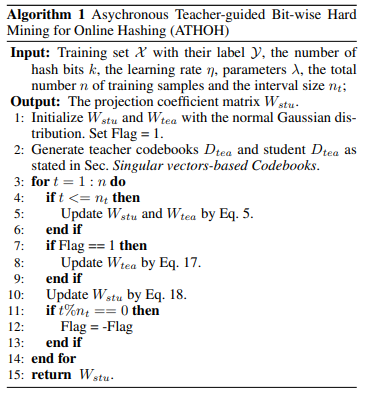 Algorithm 1 Asychronous Teacher-guided Bit-wise Hard
Mining for Online Hashing (ATHOH)
Input: Training set 𝒳 with their label 𝒴, the number of
hash bits k, the learning rate η, parameters λ, the total
number n of training samples and the interval size n_t;
Output: The projection coefficient matrix W_stu.
1: Initialize W_stu and W_tea with the normal Gaussian dis-
tribution. Set Flag = 1.
2: Generate teacher codebooks D_tea and student D_tea as
stated in Sec. Singular vectors-based Codebooks.
3: for t = 1 : n do
4: if t <= n_t then
5: Update W_stu and W_tea by Eq. 5.
6: end if
7: if Flag == 1 then
8: Update W_tea by Eq. 17.
9: end if
10: Update W_stu by Eq. 18.
11: if t%n_t == 0 then
12: Flag = -Flag
13: end if
14: end for
15: return W_stu.